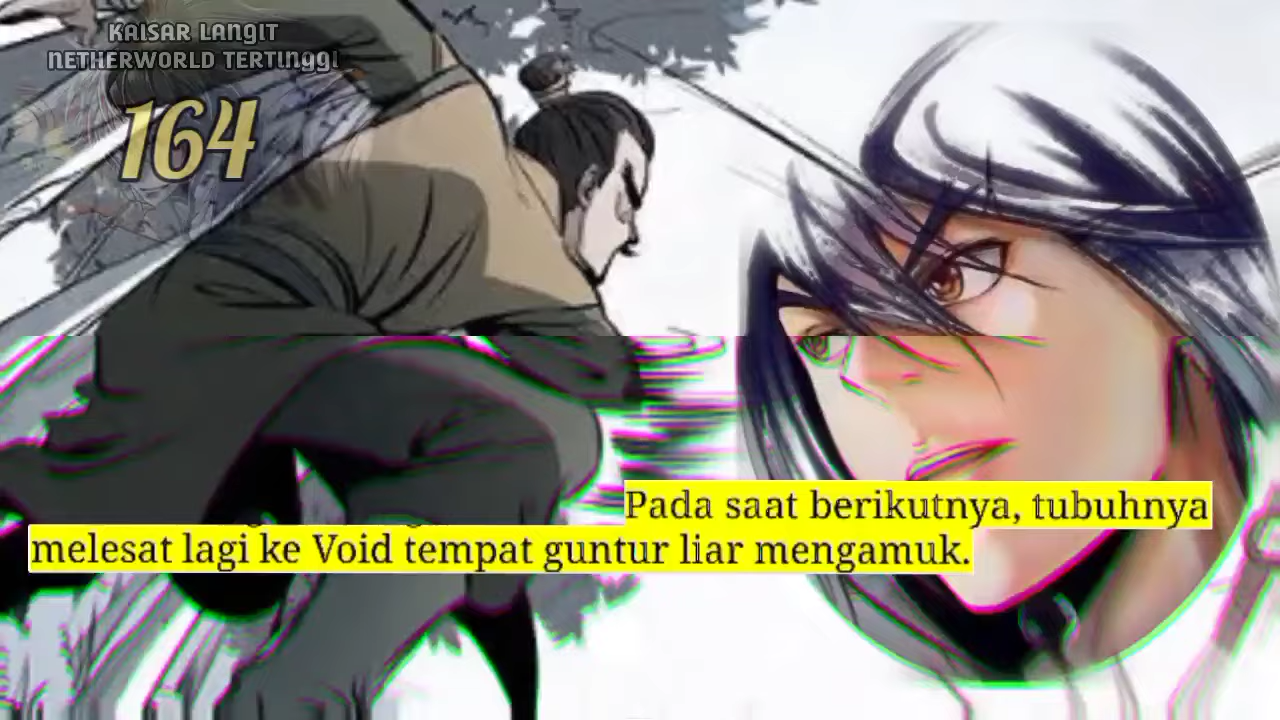 KAISAR LANGIT
NETHERWORLD TERTINGGI
164
Pada saat berikutnya, tubuhnya
melesat lagi ke Void tempat guntur liar mengamuk.